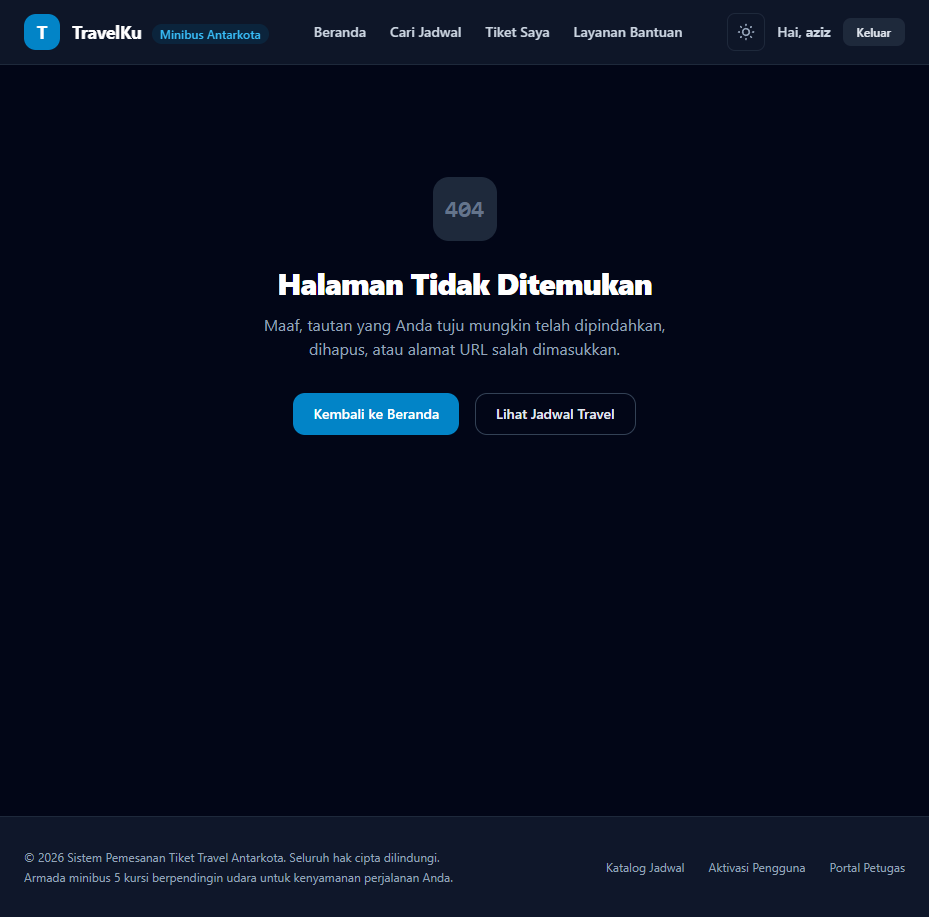 T TravelKu Minibus Antarkota Beranda Cari Jadwal Tiket Saya Layanan Bantuan Hai, aziz Keluar
404
Halaman Tidak Ditemukan
Maaf, tautan yang Anda tuju mungkin telah dipindahkan,
dihapus, atau alamat URL salah dimasukkan.
Kembali ke Beranda Lihat Jadwal Travel
© 2026 Sistem Pemesanan Tiket Travel Antarkota. Seluruh hak cipta dilindungi.
Armada minibus 5 kursi berpendingin udara untuk kenyamanan perjalanan Anda.
Katalog Jadwal Aktivasi Pengguna Portal Petugas